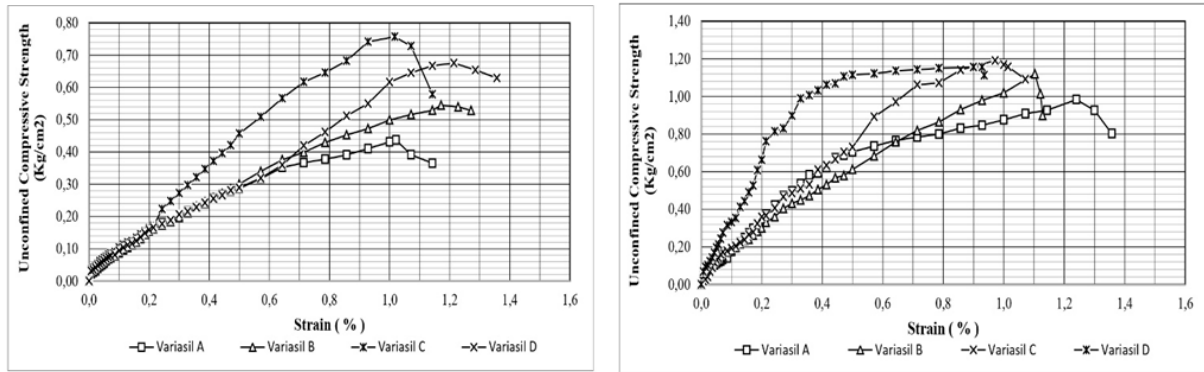 Unconfined Compressive Strength
(Kg/cm2)
0,80
0,70
0,60
0,50
0,40
0,30
0,20
0,10
0,00
0,0 0,2 0,4 0,6 0,8 1,0 1,2 1,4 1,6
Strain ( % )
Variasil A Variasil B Variasil C Variasil D
Unconfined Compressive Strength
(Kg/cm2)
1,40
1,20
1,00
0,80
0,60
0,40
0,20
0,00
0,0 0,2 0,4 0,6 0,8 1,0 1,2 1,4 1,6
Strain ( % )
Variasil A Variasil B Variasil C Variasil D